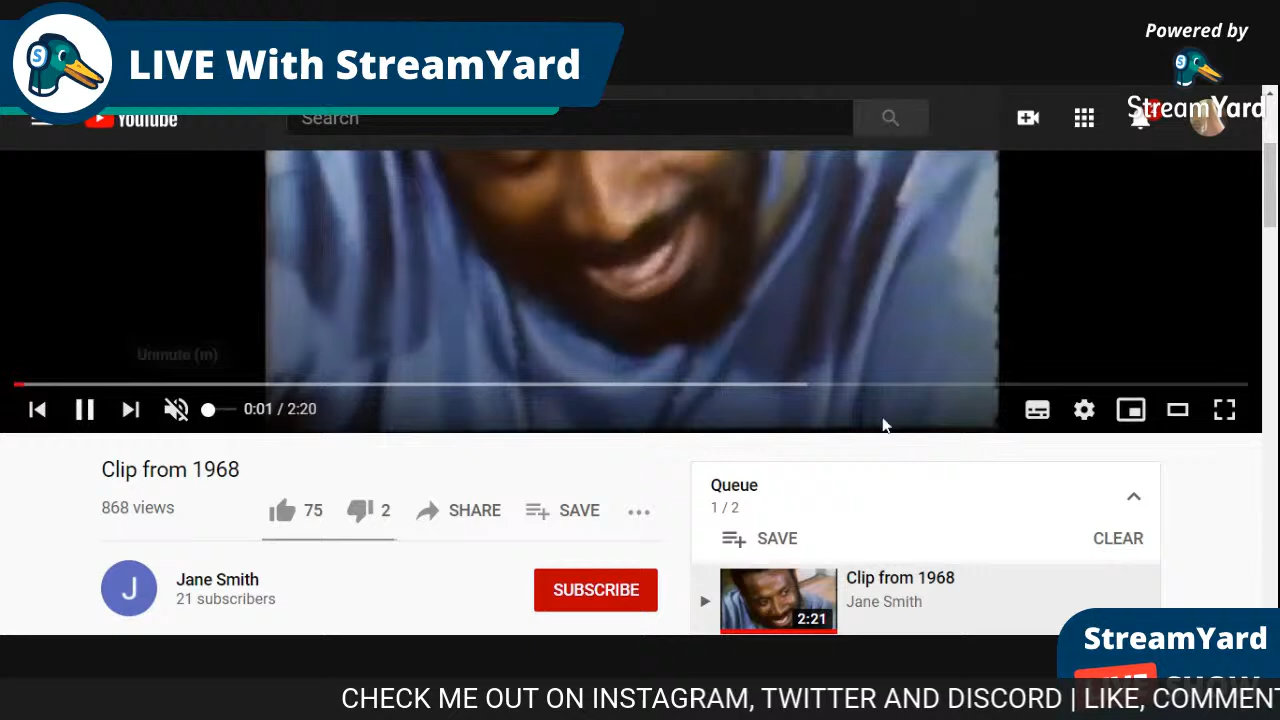 LIVE With StreamYard
Powered by
StreamYard
YouTube
Search
Unmute (m)
0:01 / 2:20
Clip from 1968
868 views
75
2
SHARE
SAVE
Jane Smith
21 subscribers
SUBSCRIBE
Queue
1 / 2
SAVE
CLEAR
2:21
Clip from 1968
Jane Smith
StreamYard
CHECK ME OUT ON INSTAGRAM, TWITTER AND DISCORD | LIKE, COMMENT